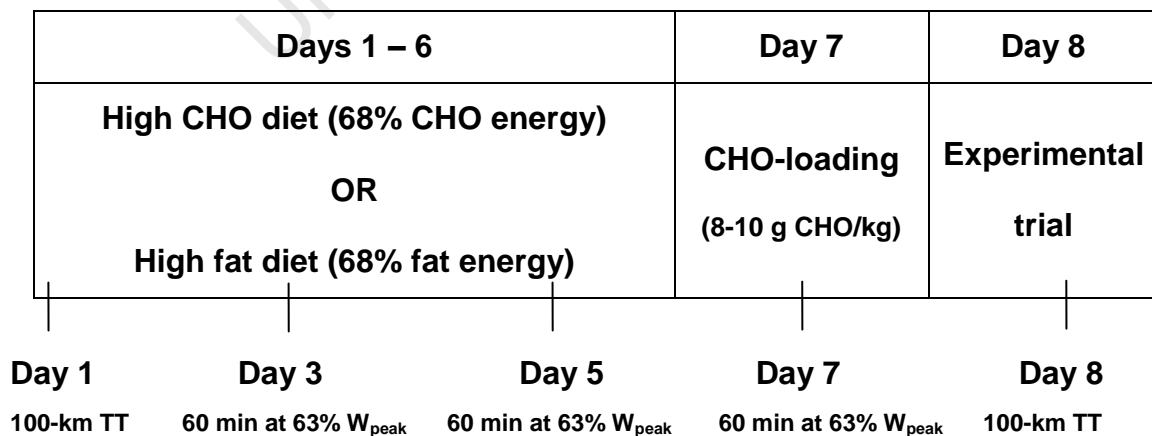 Days 1 – 6 Day 7 Day 8
High CHO diet (68% CHO energy)
OR
High fat diet (68% fat energy)
CHO-loading
(8-10 g CHO/kg)
Experimental
trial
Day 1 Day 3 Day 5 Day 7 Day 8
100-km TT 60 min at 63% Wpeak 60 min at 63% Wpeak 60 min at 63% Wpeak 100-km TT